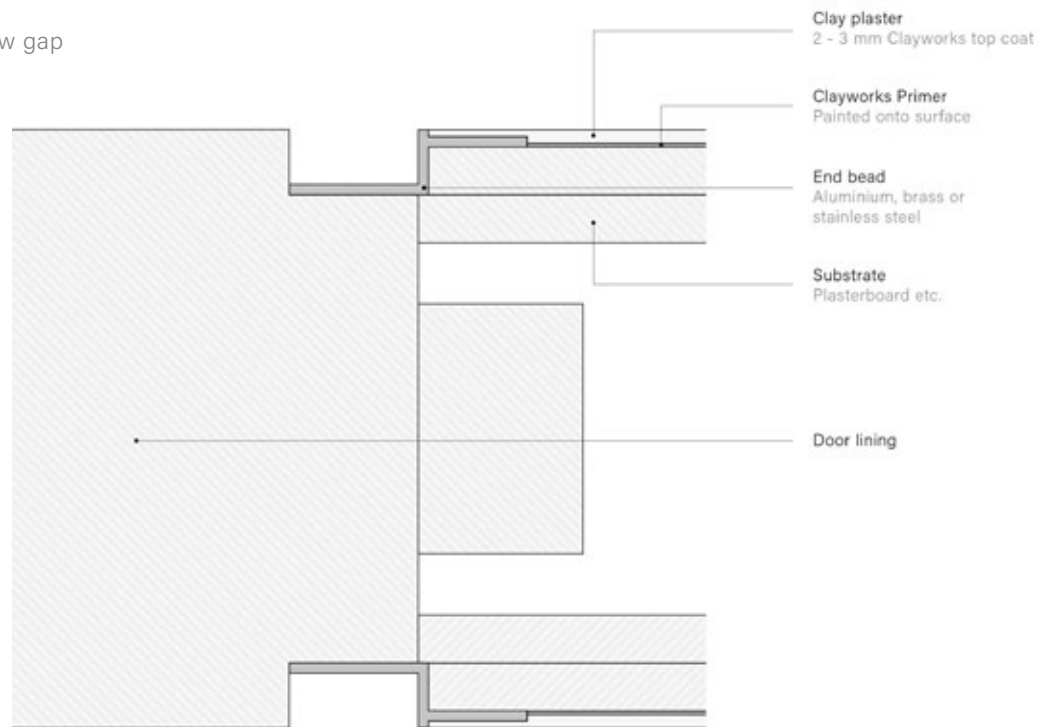 w gap
Clay plaster
2 - 3 mm Clayworks top coat
Clayworks Primer
Painted onto surface
End bead
Aluminium, brass or
stainless steel
Substrate
Plasterboard etc.
Door lining